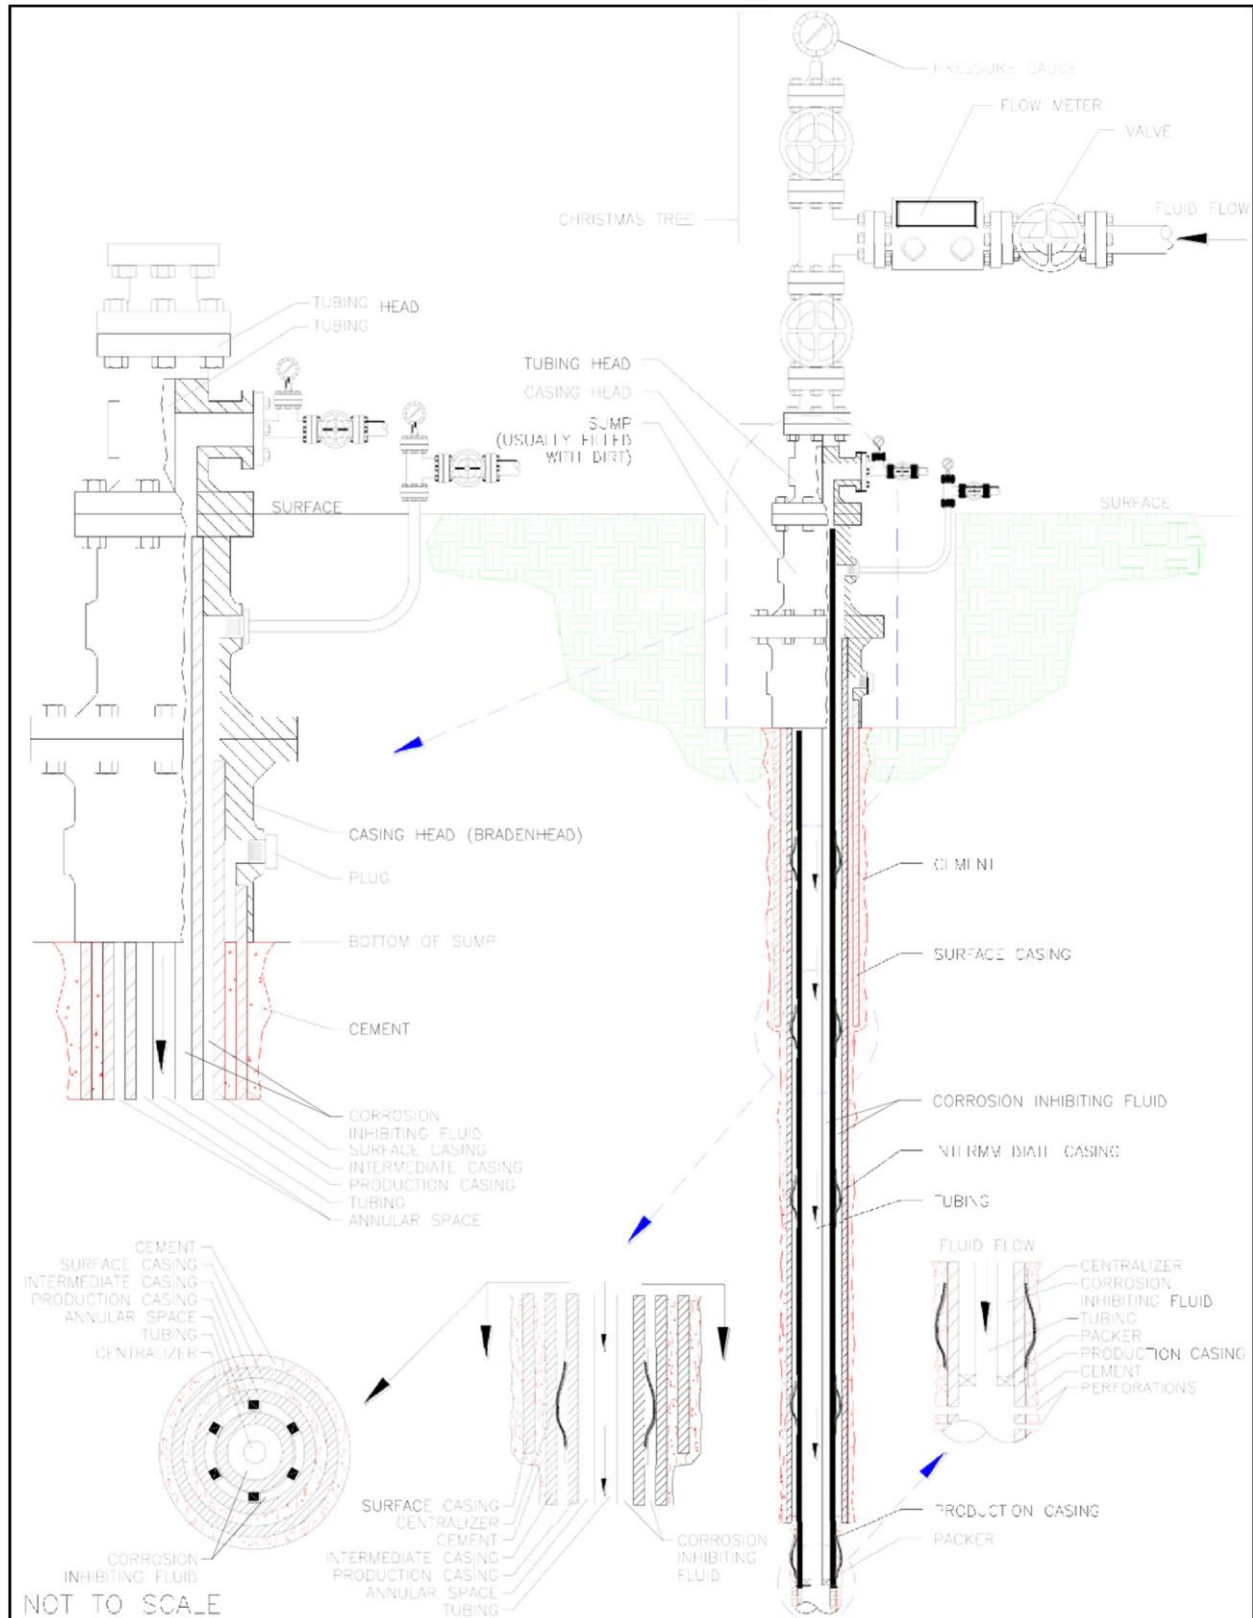 PRESSURE GAUGE
FLOW METER
VALVE
CHRISTMAS TREE
FLUID FLOW
TUBING HEAD
TUBING
TUBING HEAD
CASING HEAD
SUMP
(USUALLY FILLED
WITH DIRT)
SURFACE
SURFACE
CASING HEAD (BRADENHEAD)
PLUG
BOTTOM OF SUMP
CEMENT
CORROSION
INHIBITING FLUID
SURFACE CASING
INTERMEDIATE CASING
PRODUCTION CASING
TUBING
ANNULAR SPACE
CEMENT
SURFACE CASING
CORROSION INHIBITING FLUID
INTERMEDIATE CASING
TUBING
CEMENT
SURFACE CASING
INTERMEDIATE CASING
PRODUCTION CASING
ANNULAR SPACE
TUBING
CENTRALIZER
CORROSION
INHIBITING FLUID
SURFACE CASING
CENTRALIZER
CEMENT
INTERMEDIATE CASING
PRODUCTION CASING
ANNULAR SPACE
TUBING
CORROSION
INHIBITING
FLUID
FLUID FLOW
CENTRALIZER
CORROSION
INHIBITING FLUID
TUBING
PACKER
PRODUCTION CASING
CEMENT
PERFORATIONS
PRODUCTION CASING
PACKER
NOT TO SCALE